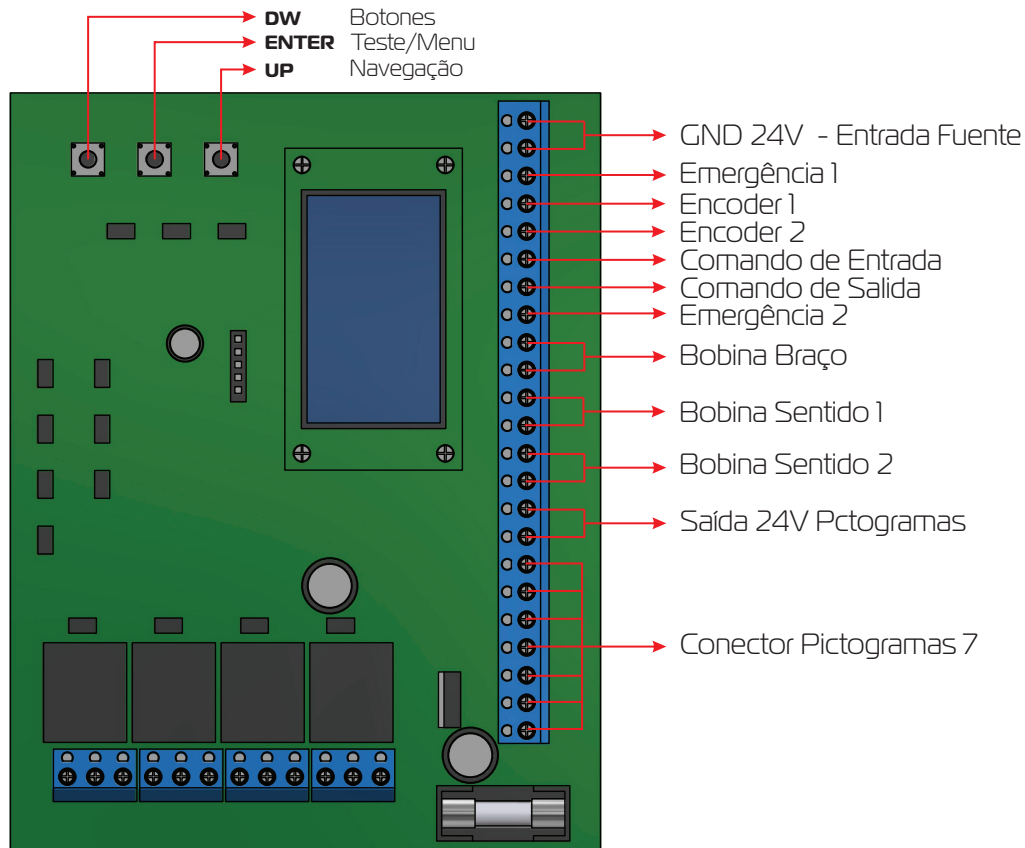 DW Botones
ENTER Teste/Menu
UP Navegação
GND 24V - Entrada Fuente
Emergência 1
Encoder 1
Encoder 2
Comando de Entrada
Comando de Salida
Emergência 2
Bobina Braço
Bobina Sentido 1
Bobina Sentido 2
Saída 24V Pctogramas
Conector Pictogramas 7